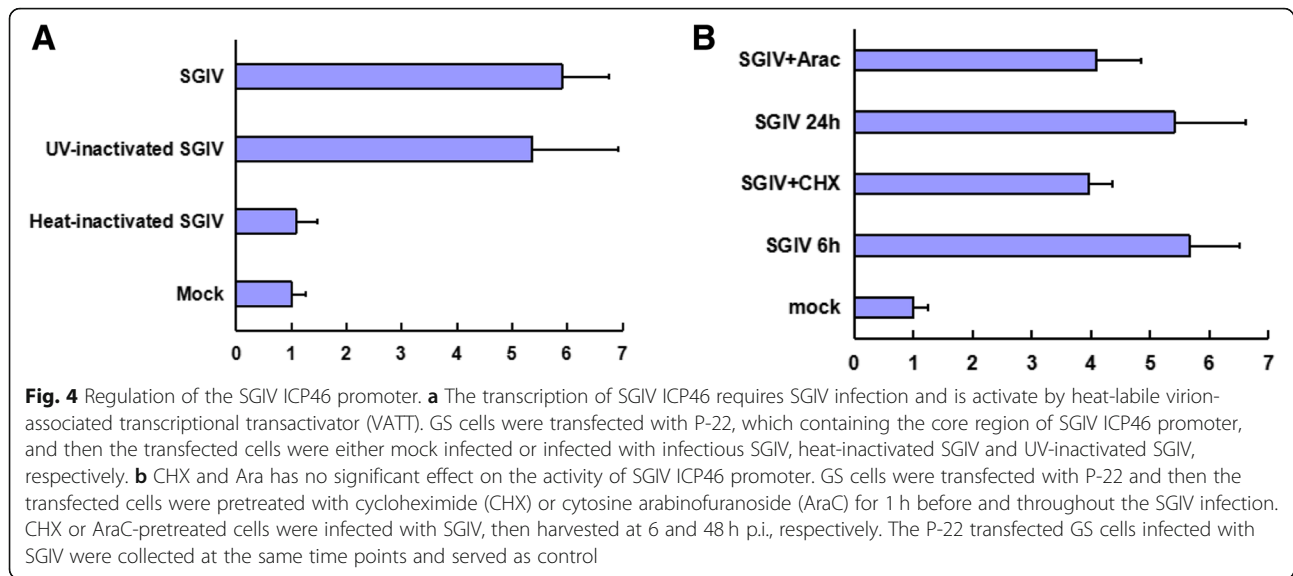 A
SGIV
UV-inactivated SGIV
Heat-inactivated SGIV
Mock
0 1 2 3 4 5 6 7
B
SGIV+Arac
SGIV 24h
SGIV+CHX
SGIV 6h
mock
0 1 2 3 4 5 6 7
Fig. 4 Regulation of the SGIV ICP46 promoter. a The transcription of SGIV ICP46 requires SGIV infection and is activate by heat-labile virion-
associated transcriptional transactivator (VATT). GS cells were transfected with P-22, which containing the core region of SGIV ICP46 promoter,
and then the transfected cells were either mock infected or infected with infectious SGIV, heat-inactivated SGIV and UV-inactivated SGIV,
respectively. b CHX and Ara has no significant effect on the activity of SGIV ICP46 promoter. GS cells were transfected with P-22 and then the
transfected cells were pretreated with cycloheximide (CHX) or cytosine arabinofuranoside (AraC) for 1 h before and throughout the SGIV infection.
CHX or AraC-pretreated cells were infected with SGIV, then harvested at 6 and 48 h p.i., respectively. The P-22 transfected GS cells infected with
SGIV were collected at the same time points and served as control